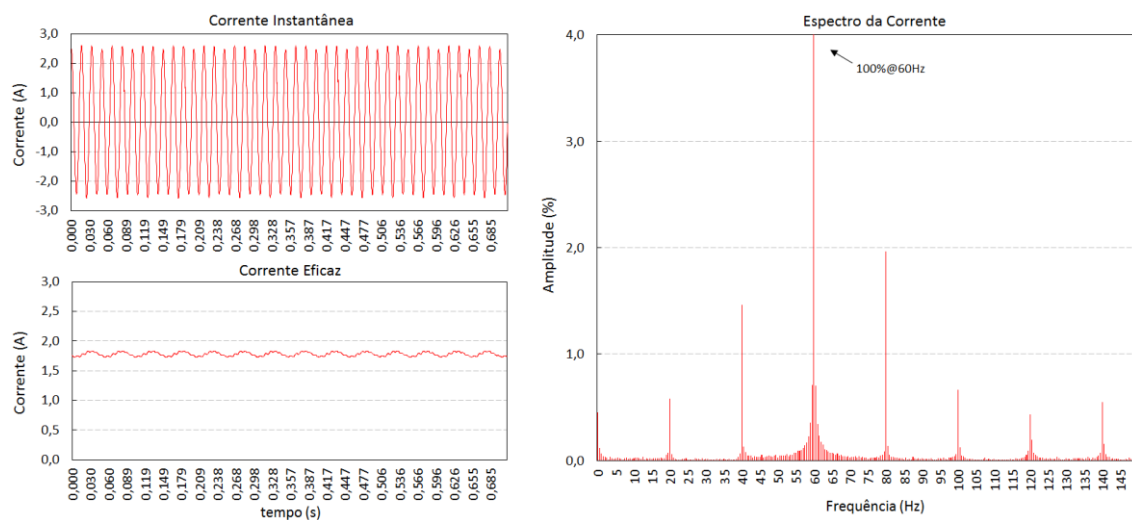 Corrente Instantânea
Corrente (A)
3,0
2,0
1,0
0,0
-1,0
-2,0
-3,0
0,000 0,030 0,060 0,089 0,119 0,149 0,179 0,209 0,238 0,268 0,298 0,328 0,357 0,387 0,417 0,447 0,477 0,506 0,536 0,566 0,596 0,626 0,655 0,685
Corrente Eficaz
Corrente (A)
3,0
2,5
2,0
1,5
1,0
0,5
0,0
0,000 0,030 0,060 0,089 0,119 0,149 0,179 0,209 0,238 0,268 0,298 0,328 0,357 0,387 0,417 0,447 0,477 0,506 0,536 0,566 0,596 0,626 0,655 0,685
tempo (s)
Espectro da Corrente
Amplitude (%)
4,0
3,0
2,0
1,0
0,0
100%@60Hz
0 5 10 15 20 25 30 35 40 45 50 55 60 65 70 75 80 85 90 95 100 105 110 115 120 125 130 135 140 145
Frequência (Hz)